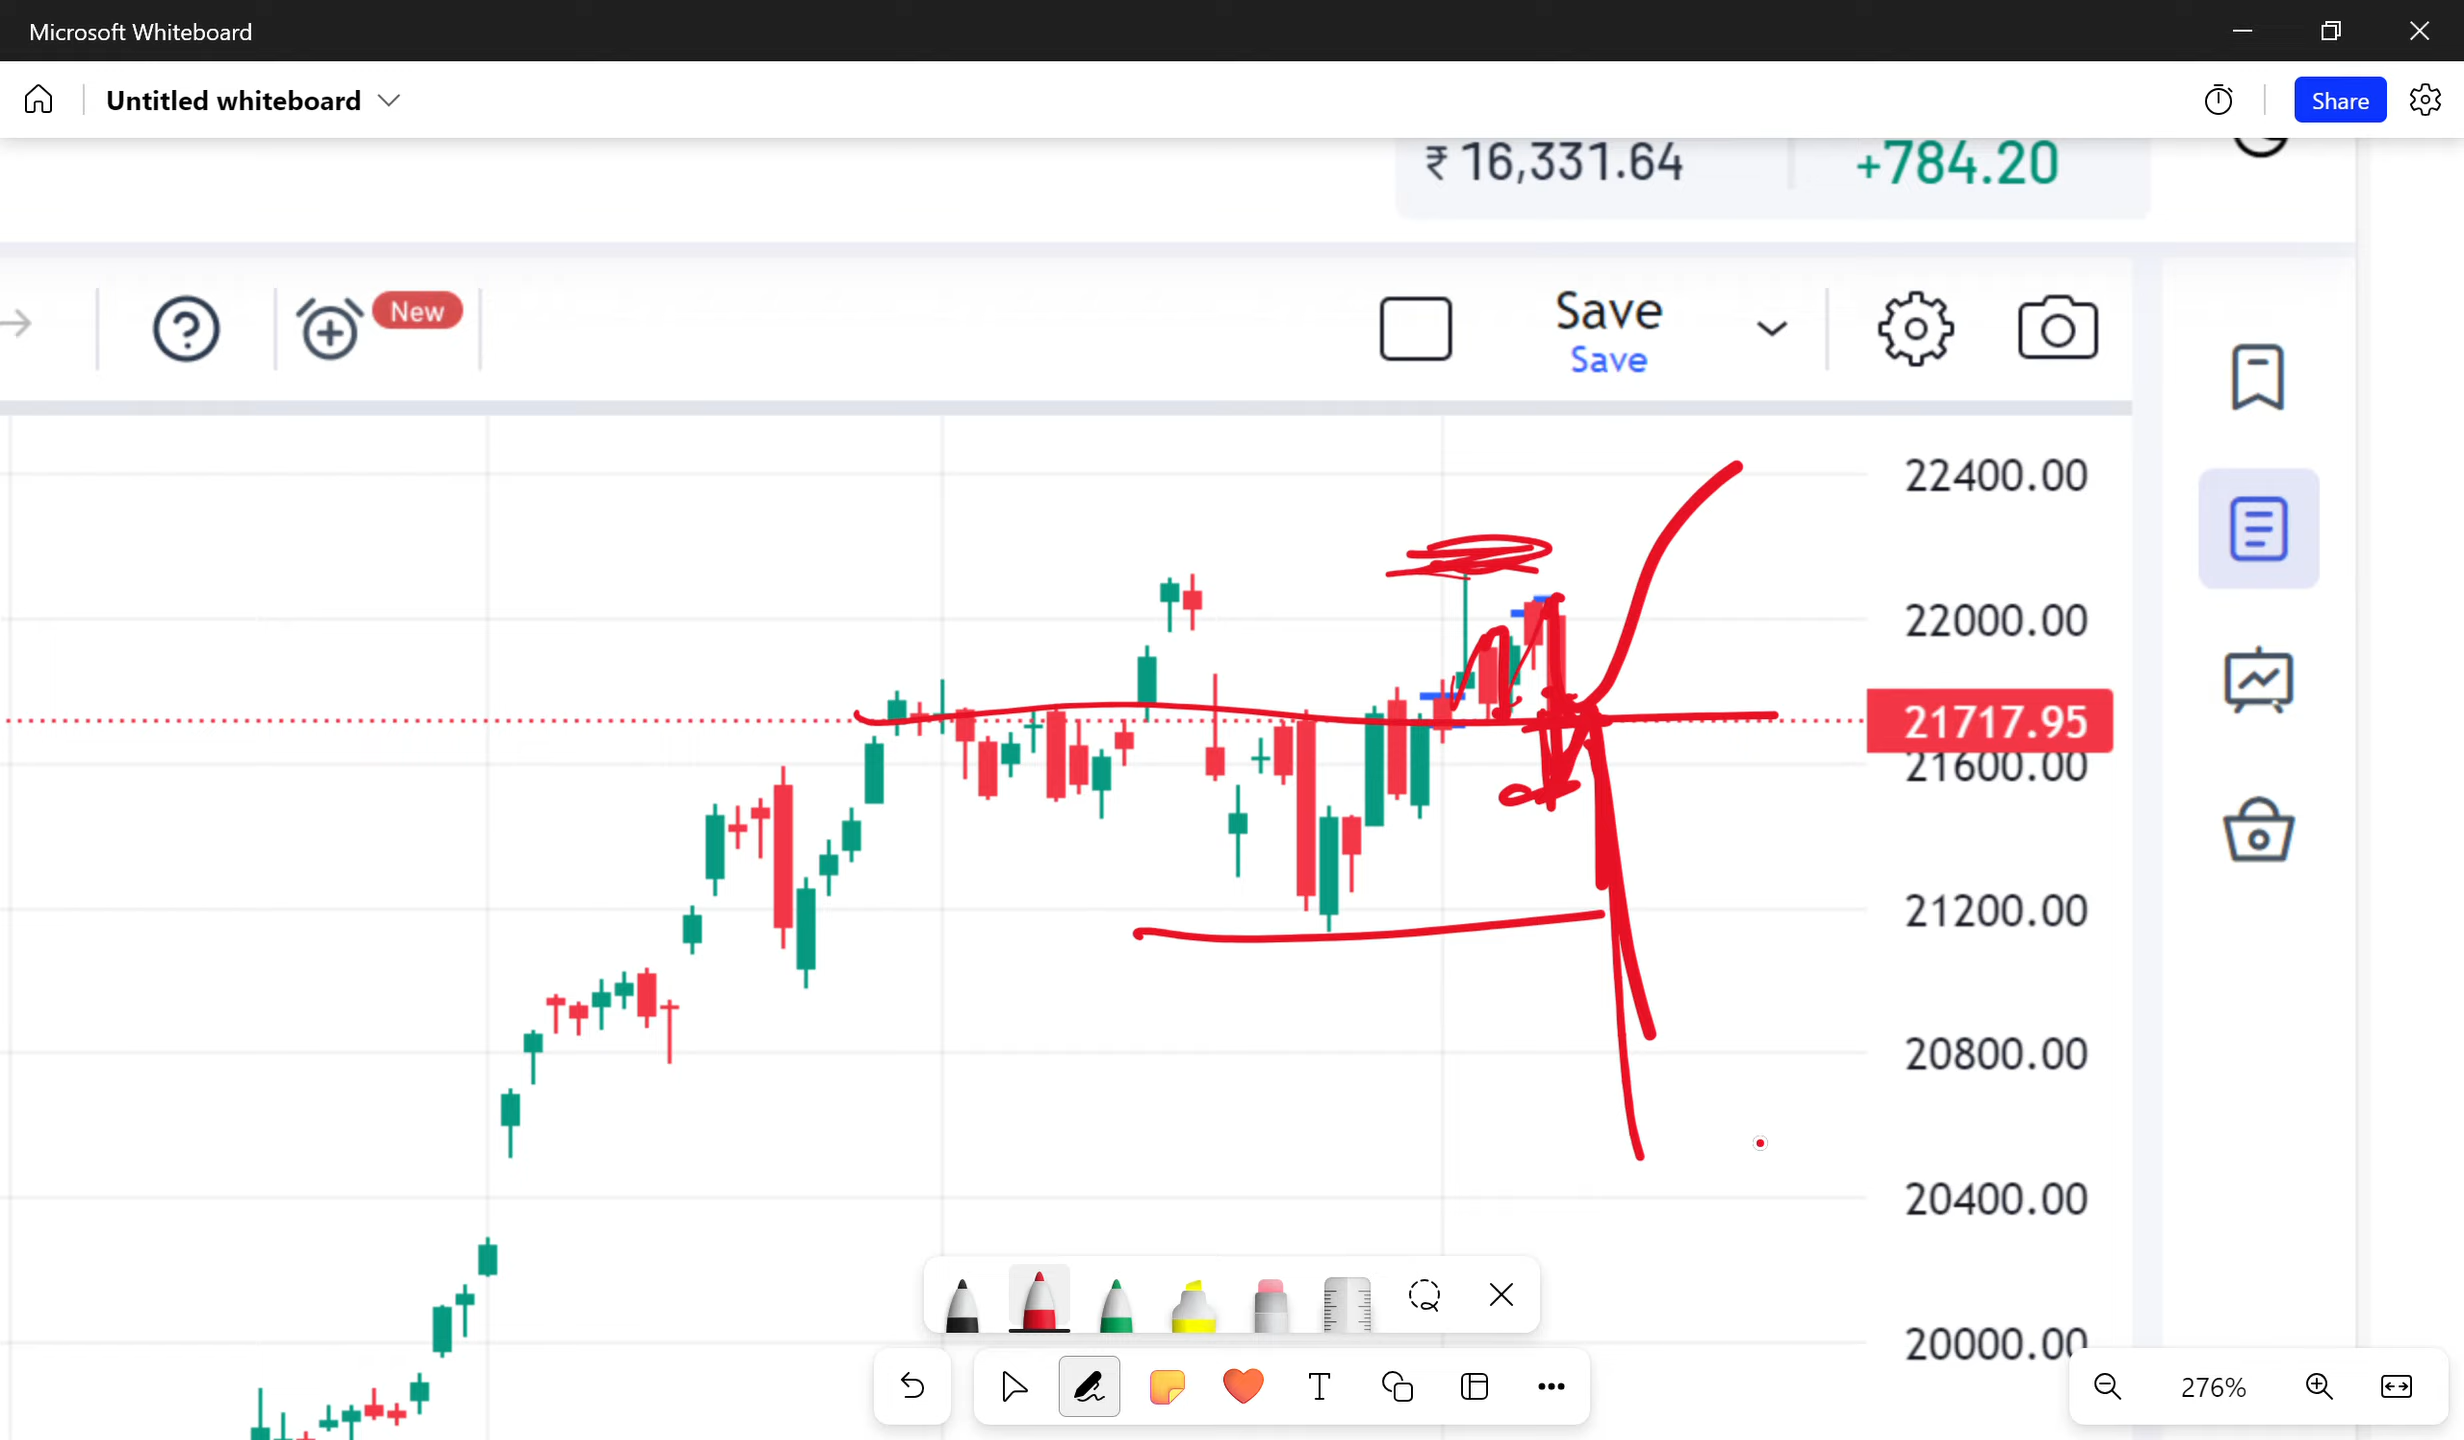 Microsoft Whiteboard
Untitled whiteboard
Share
₹ 16,331.64 +784.20
New
Save
Save
22400.00
22000.00
21717.95
21600.00
21200.00
20800.00
20400.00
20000.00
276%